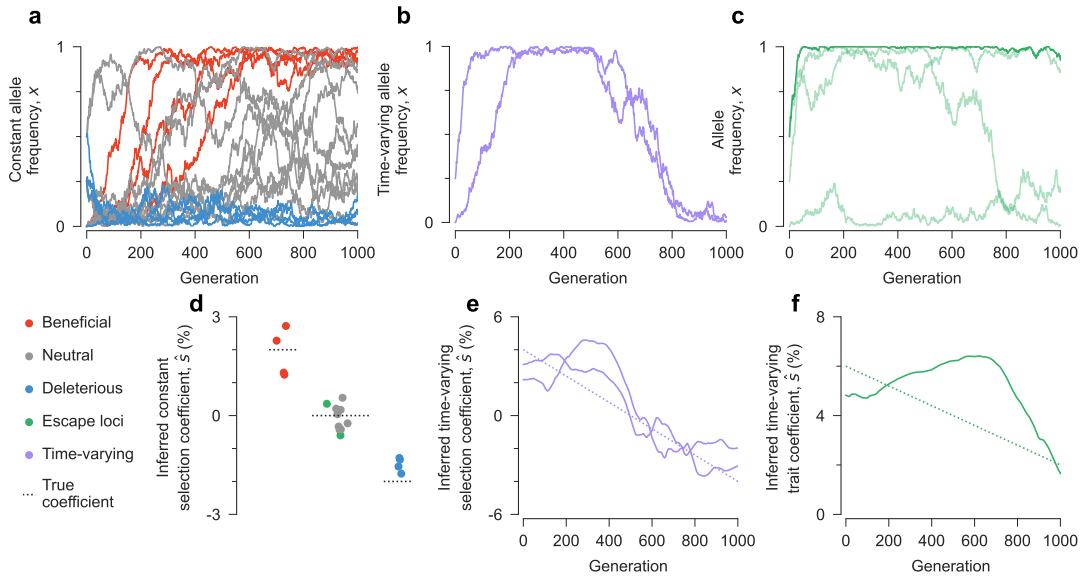 a
Constant allele
frequency, x
1
0
0 200 400 600 800 1000
Generation
b
Time-varying allele
frequency, x
1
0
0 200 400 600 800 1000
Generation
c
Allele
frequency, x
1
0
0 200 400 600 800 1000
Generation
Beneficial
Neutral
Deleterious
Escape loci
Time-varying
True
coefficient
d
Inferred constant
selection coefficient, ŝ (%)
3
0
-3
e
Inferred time-varying
selection coefficient, ŝ (%)
6
0
-6
0 200 400 600 800 1000
Generation
f
Inferred time-varying
trait coefficient, ŝ (%)
8
4
0
0 200 400 600 800 1000
Generation